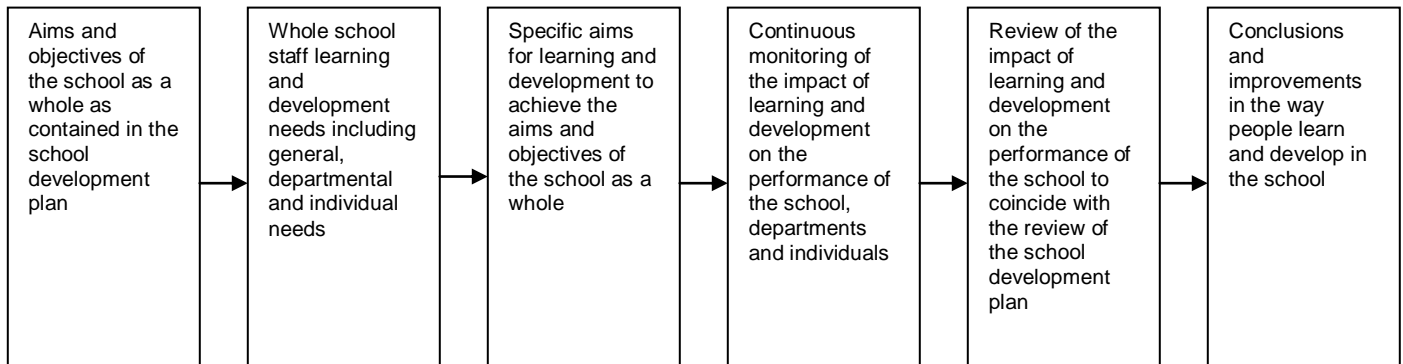 Aims and
objectives of
the school as a
whole as
contained in the
school
development
plan
Whole school
staff learning
and
development
needs including
general,
departmental
and individual
needs
Specific aims
for learning and
development to
achieve the
aims and
objectives of
the school as a
whole
Continuous
monitoring of
the impact of
learning and
development
on the
performance of
the school,
departments
and individuals
Review of the
impact of
learning and
development
on the
performance of
the school to
coincide with
the review of
the school
development
plan
Conclusions
and
improvements
in the way
people learn
and develop in
the school